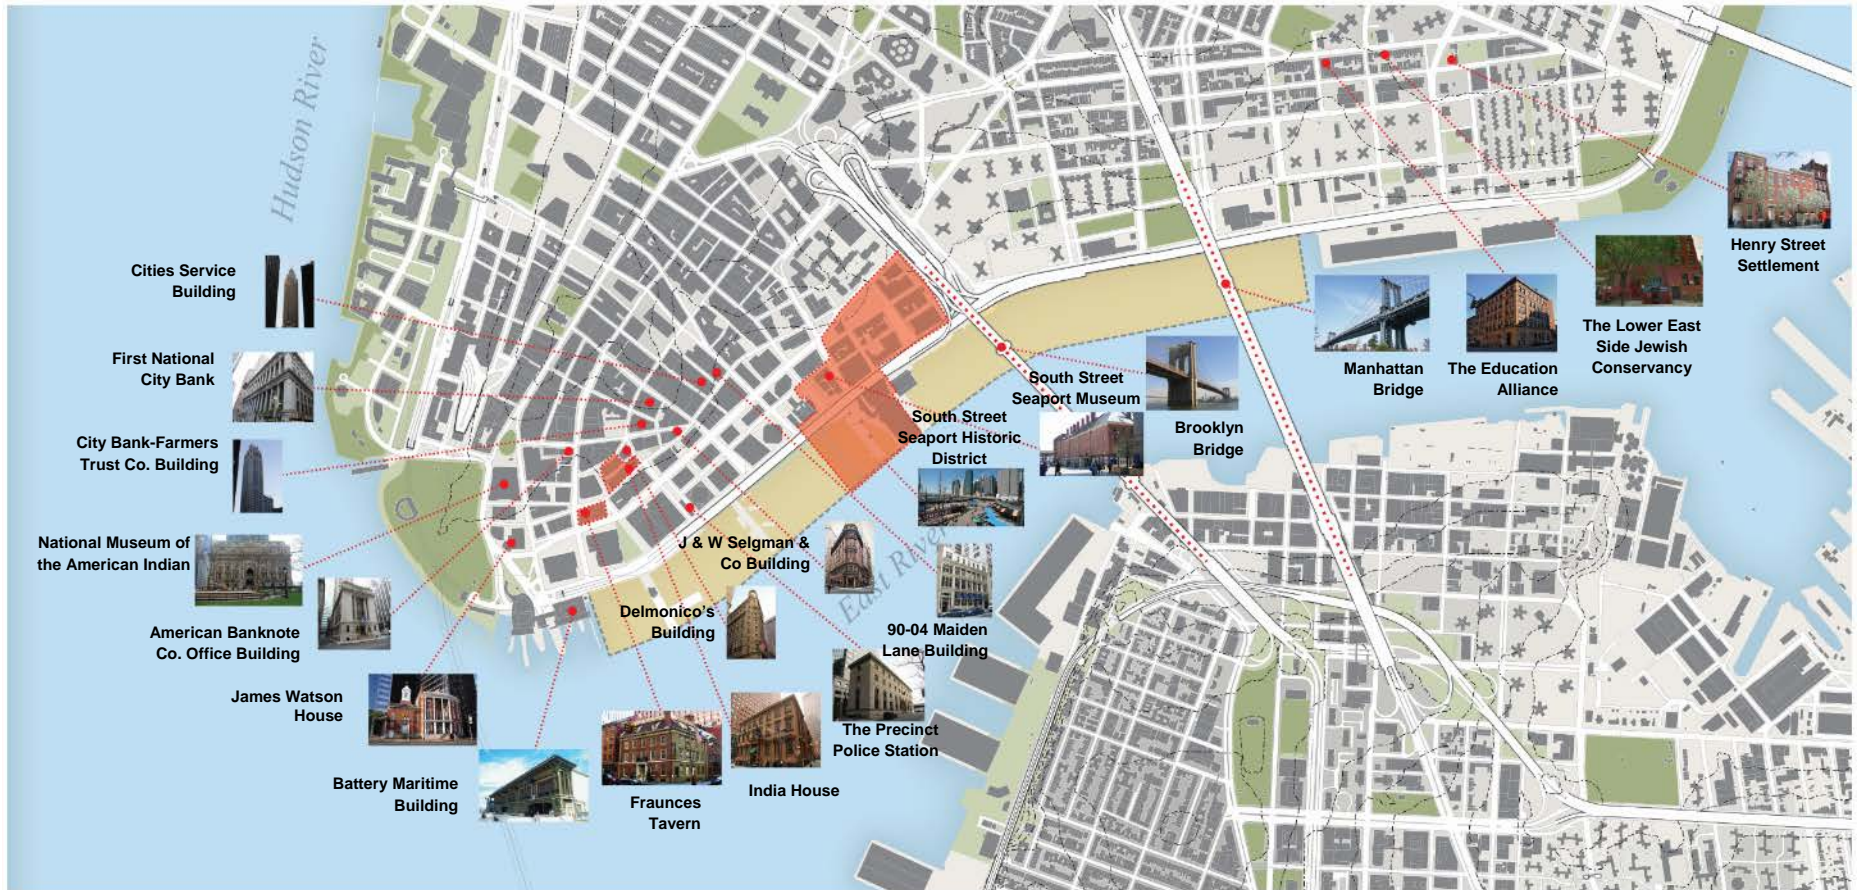 Hudson River
Cities Service
Building
First National
City Bank
City Bank-Farmers
Trust Co. Building
National Museum of
the American Indian
American Banknote
Co. Office Building
James Watson
House
Battery Maritime
Building
Fraunces
Tavern
India House
Delmonico's
Building
J & W Selgman &
Co Building
The Precinct
Police Station
90-04 Maiden
Lane Building
East River
South Street
Seaport Historic
District
South Street
Seaport Museum
Brooklyn
Bridge
Manhattan
Bridge
The Education
Alliance
The Lower East
Side Jewish
Conservancy
Henry Street
Settlement